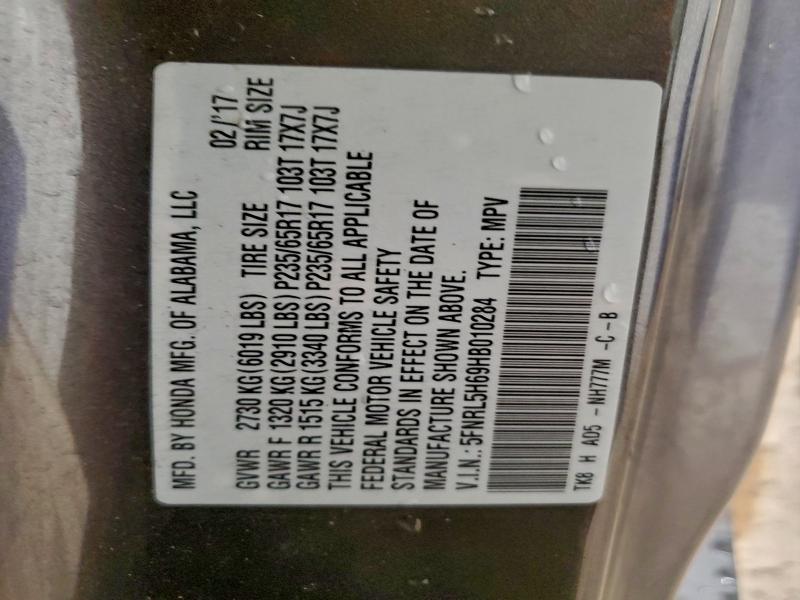 MFD. BY HONDA MFG. OF ALABAMA, LLC 02/'17
GVWR 2730 KG(6019 LBS) TIRE SIZE RIM SIZE
GAWR F 1320 KG(2910 LBS) P235/65R17 103T 17X7J
GAWR R 1515 KG(3340 LBS) P235/65R17 103T 17X7J
THIS VEHICLE CONFORMS TO ALL APPLICABLE
FEDERAL MOTOR VEHICLE SAFETY
STANDARDS IN EFFECT ON THE DATE OF
MANUFACTURE SHOWN ABOVE.
V.I.N.:5FNRL5H69HB010284 TYPE: MPV
TK8 H A05 -NH777M -C-B